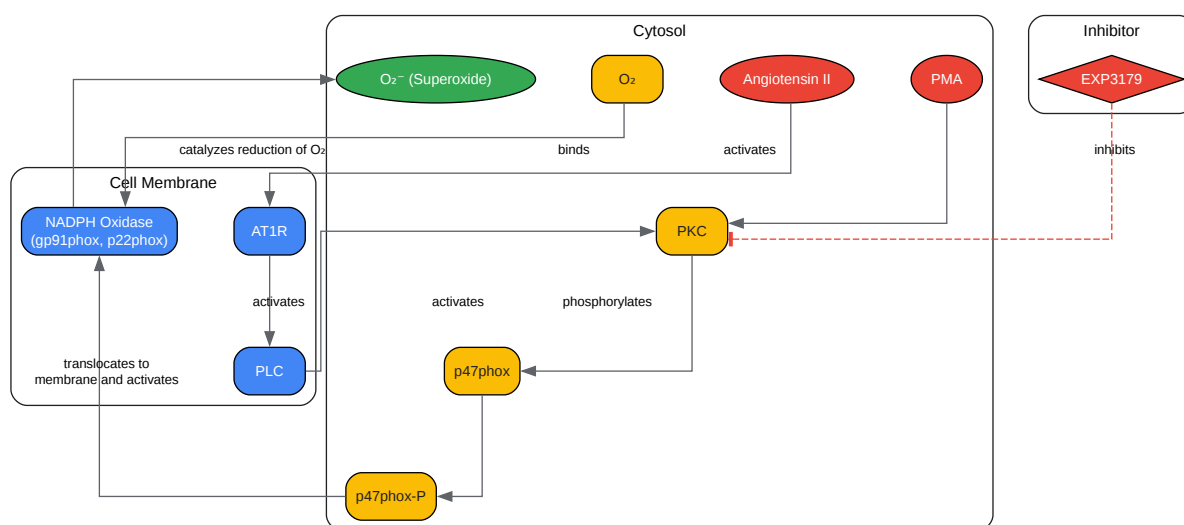 Cytosol
Inhibitor
O₂⁻ (Superoxide)
O₂
Angiotensin II
PMA
EXP3179
catalyzes reduction of O₂
binds
activates
inhibits
Cell Membrane
NADPH Oxidase
(gp91phox, p22phox)
AT1R
PKC
activates
activates
phosphorylates
translocates to
membrane and activates
PLC
p47phox
p47phox-P